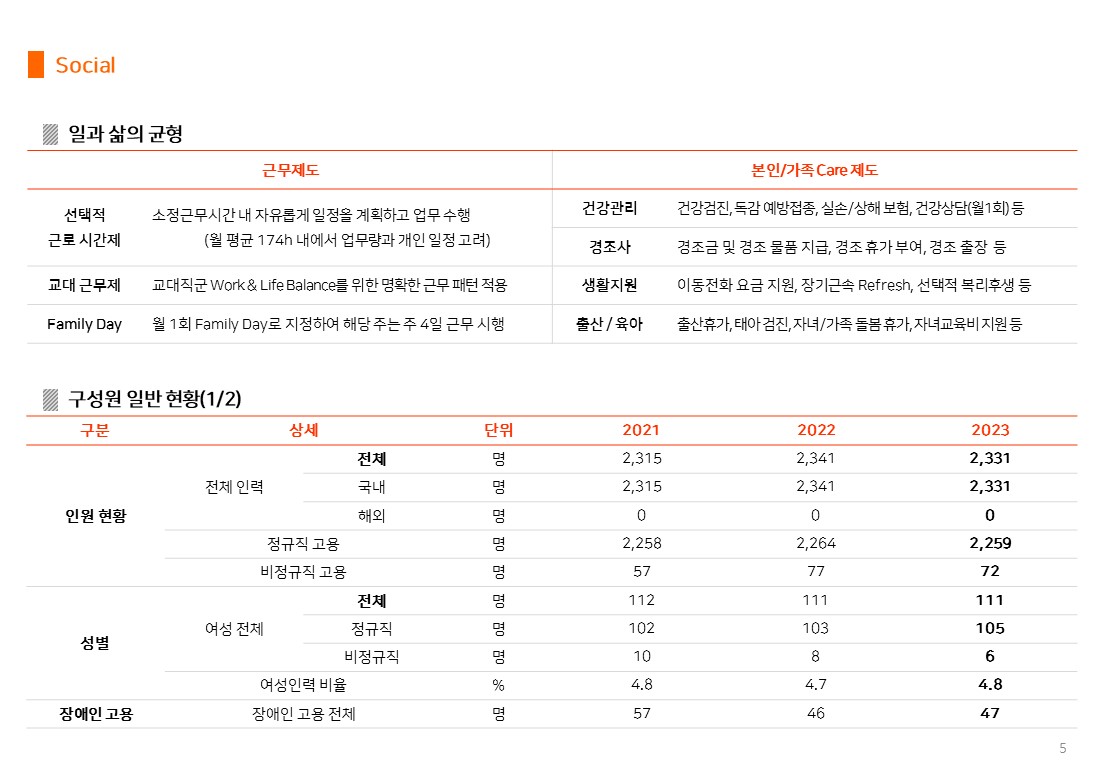 Social
일과 삶의 균형
근무제도 본인/가족 Care 제도
선택적 근로 시간제 소정근무시간 내 자유롭게 일정을 계획하고 업무 수행
(월 평균 174h 내에서 업무량과 개인 일정 고려)
건강관리 건강검진, 독감 예방접종, 실손/상해 보험, 건강상담(월1회) 등
경조사 경조금 및 경조 물품 지급, 경조 휴가 부여, 경조 출장 등
교대 근무제 교대직군 Work & Life Balance를 위한 명확한 근무 패턴 적용
생활지원 이동전화 요금 지원, 장기근속 Refresh, 선택적 복리후생 등
Family Day 월 1회 Family Day로 지정하여 해당 주는 주 4일 근무 시행
출산 / 육아 출산휴가, 태아 검진, 자녀/가족 돌봄 휴가, 자녀교육비 지원 등
구성원 일반 현황(1/2)
구분 상세 단위 2021 2022 2023
인원 현황 전체 인력 전체 명 2,315 2,341 2,331
국내 명 2,315 2,341 2,331
해외 명 0 0 0
정규직 고용 명 2,258 2,264 2,259
비정규직 고용 명 57 77 72
성별 여성 전체 전체 명 112 111 111
정규직 명 102 103 105
비정규직 명 10 8 6
여성인력 비율 % 4.8 4.7 4.8
장애인 고용 장애인 고용 전체 명 57 46 47
5